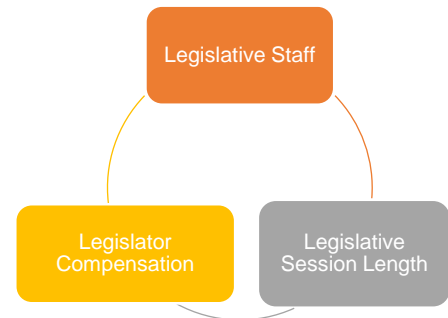 Legislative Staff
Legislator
Compensation
Legislative
Session Length